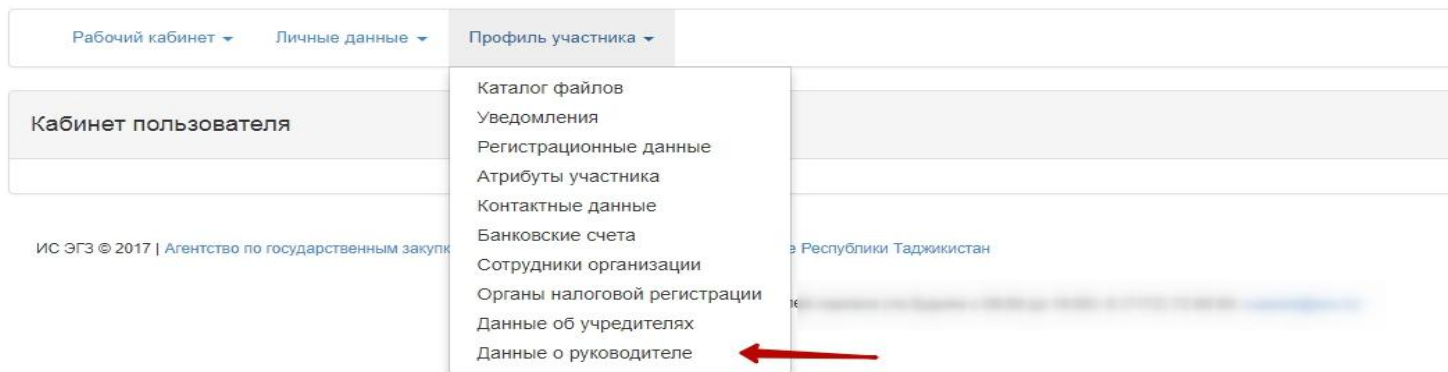 Рабочий кабинет Личные данные Профиль участника
Каталог файлов
Кабинет пользователя
Уведомления
Регистрационные данные
Атрибуты участника
Контактные данные
Банковские счета
ИС ЭГЗ © 2017 | Агентство по государственным Республики Таджикистан
Сотрудники организации
Органы налоговой регистрации
Данные об учредителях
Данные о руководителе